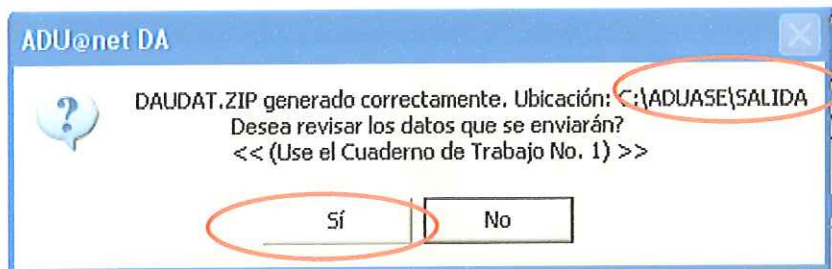 ADU@net DA
DAUDAT.ZIP generado correctamente. Ubicación: C:\ADUASE\SALIDA
Desea revisar los datos que se enviarán?
<< (Use el Cuaderno de Trabajo No. 1) >>
Sí
No